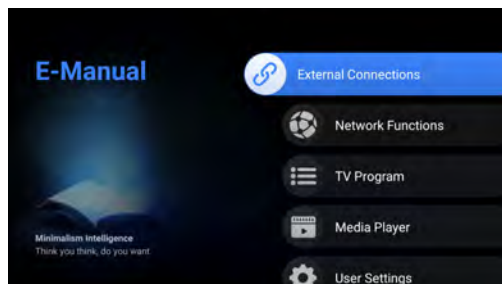 E-Manual
External Connections
Network Functions
TV Program
Media Player
User Settings
Minimalism Intelligence
Think you think, do you want